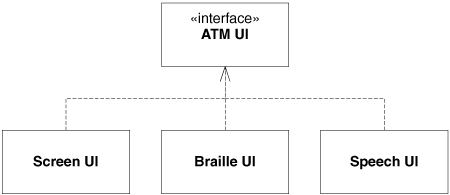 «interface»
ATM UI
Screen UI
Braille UI
Speech UI